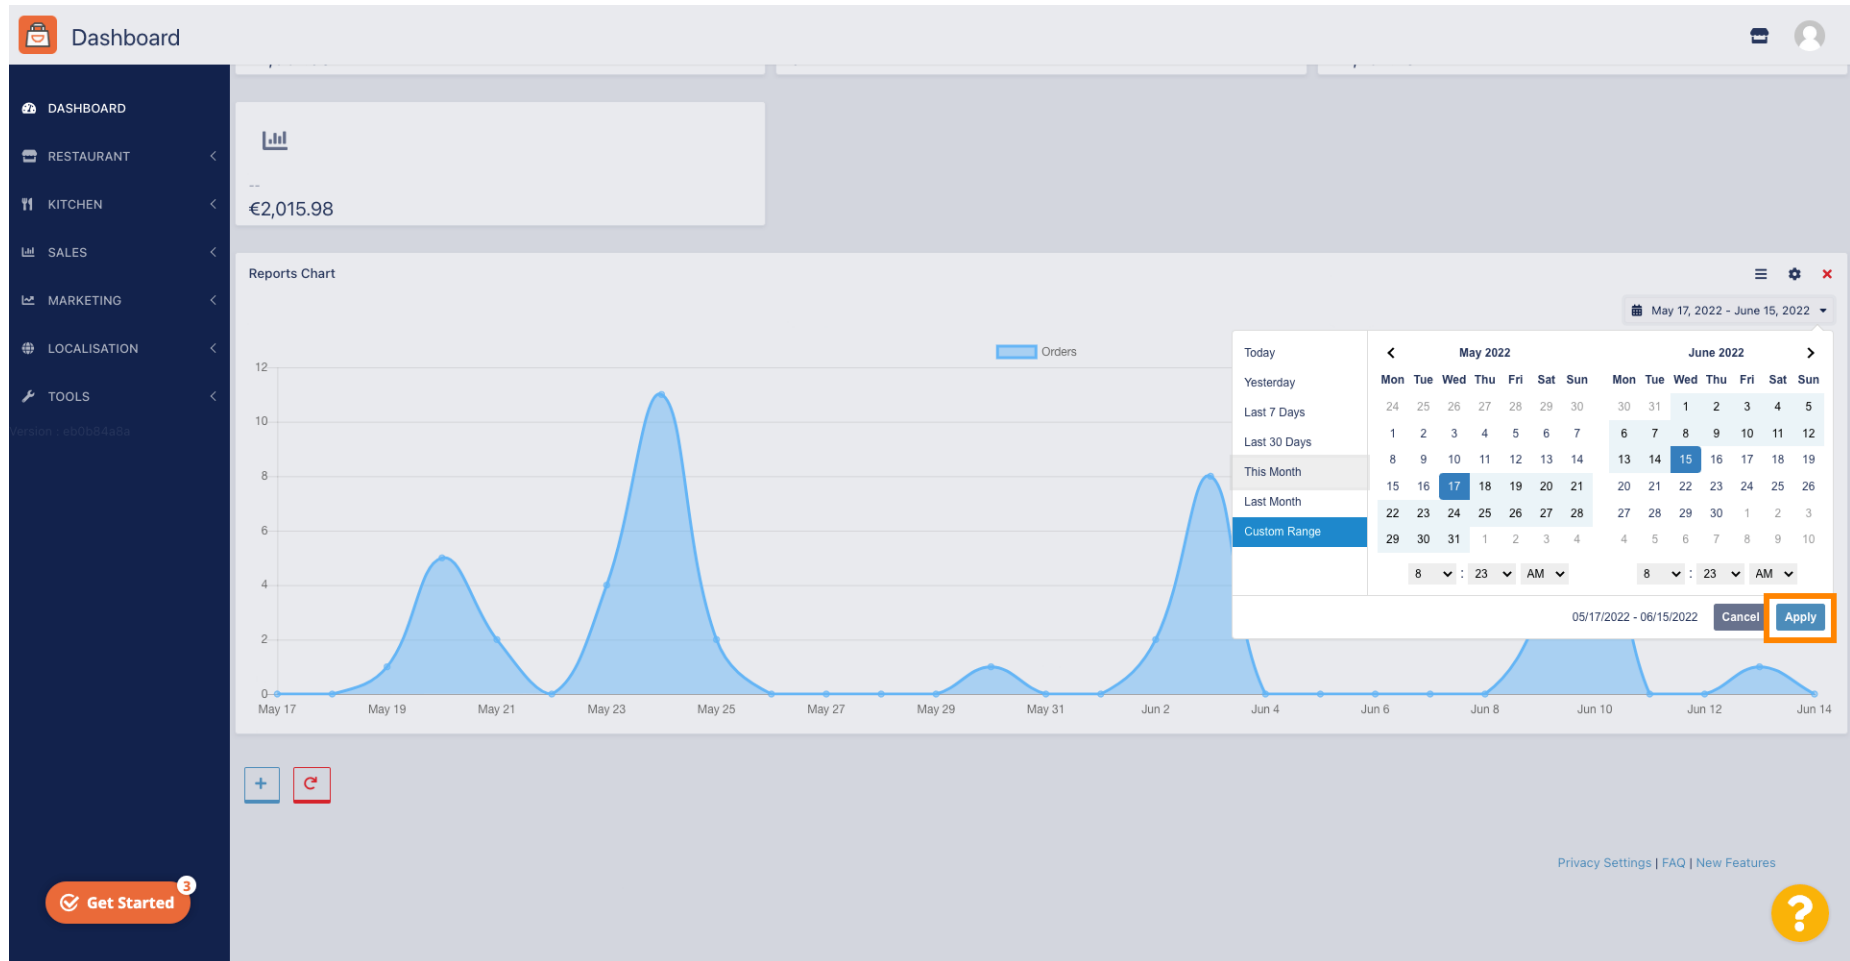 Dashboard
DASHBOARD
RESTAURANT
KITCHEN
SALES
MARKETING
LOCALISATION
TOOLS
Version : eb0b84a8a
--
€2,015.98
Reports Chart
May 17, 2022 - June 15, 2022
Orders
12
10
8
6
4
2
0
May 17 May 19 May 21 May 23 May 25 May 27 May 29 May 31 Jun 2 Jun 4 Jun 6 Jun 8 Jun 10 Jun 12 Jun 14
Today
Yesterday
Last 7 Days
Last 30 Days
This Month
Last Month
Custom Range
May 2022
Mon Tue Wed Thu Fri Sat Sun
24 25 26 27 28 29 30
1 2 3 4 5 6 7
8 9 10 11 12 13 14
15 16 17 18 19 20 21
22 23 24 25 26 27 28
29 30 31 1 2 3 4
8 : 23 AM
June 2022
Mon Tue Wed Thu Fri Sat Sun
30 31 1 2 3 4 5
6 7 8 9 10 11 12
13 14 15 16 17 18 19
20 21 22 23 24 25 26
27 28 29 30 1 2 3
4 5 6 7 8 9 10
8 : 23 AM
05/17/2022 - 06/15/2022 Cancel Apply
Privacy Settings | FAQ | New Features
Get Started 3
?